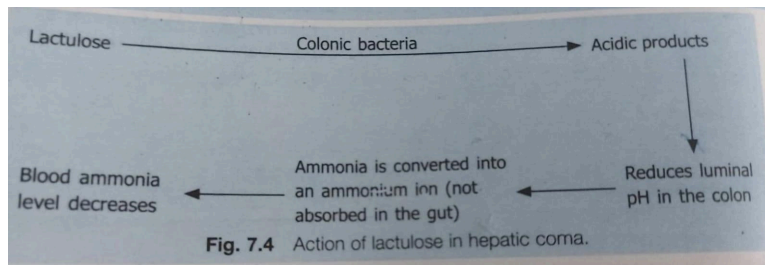 Lactulose
Colonic bacteria
Acidic products
Reduces luminal
pH in the colon
Ammonia is converted into
an ammonium inn (not
absorbed in the gut)
Blood ammonia
level decreases
Fig. 7.4 Action of lactulose in hepatic coma.